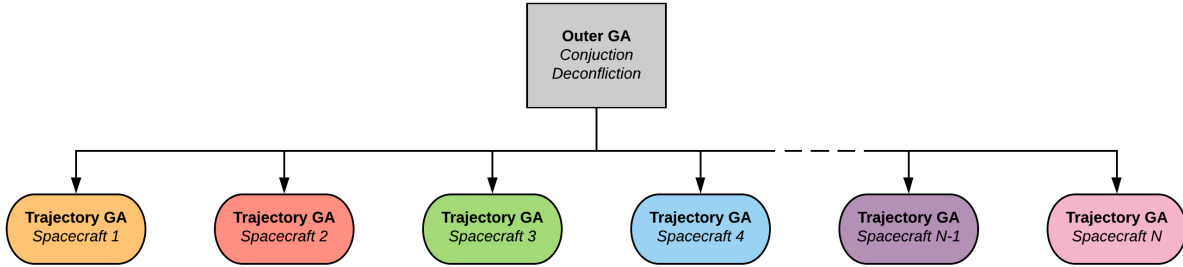 Outer GA
Conjuction
Deconfliction
Trajectory GA
Spacecraft 1
Trajectory GA
Spacecraft 2
Trajectory GA
Spacecraft 3
Trajectory GA
Spacecraft 4
Trajectory GA
Spacecraft N-1
Trajectory GA
Spacecraft N